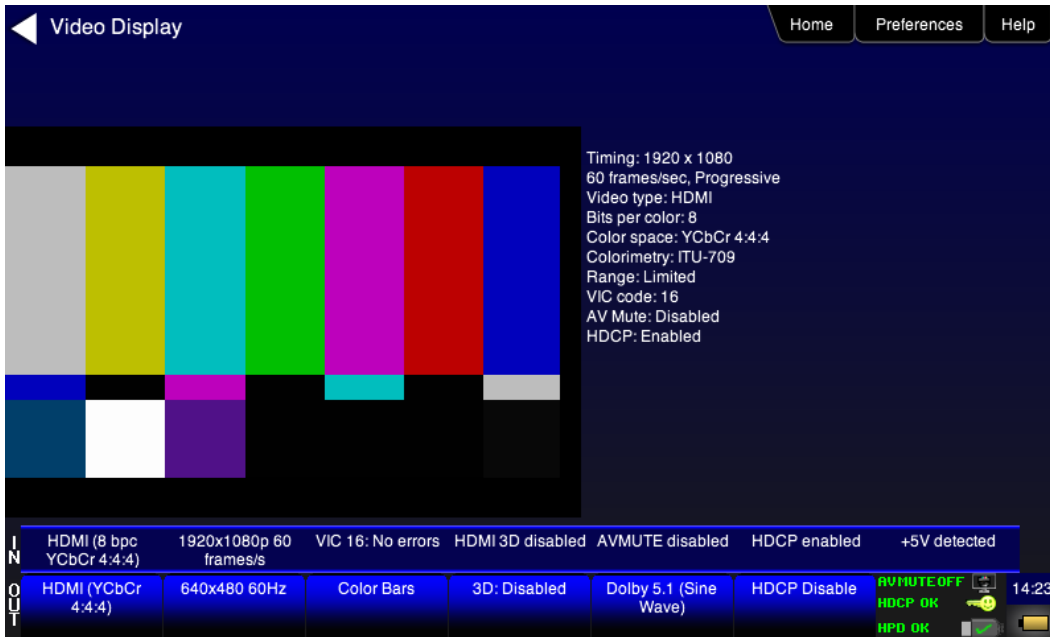 Video Display
Home
Preferences
Help
Timing: 1920 x 1080
60 frames/sec, Progressive
Video type: HDMI
Bits per color: 8
Color space: YCbCr 4:4:4
Colorimetry: ITU-709
Range: Limited
VIC code: 16
AV Mute: Disabled
HDCP: Enabled
IN
HDMI (8 bpc
YCbCr 4:4:4)
1920x1080p 60
frames/s
VIC 16: No errors
HDMI 3D disabled
AVMUTE disabled
HDCP enabled
+5V detected
OUT
HDMI (YCbCr
4:4:4)
640x480 60Hz
Color Bars
3D: Disabled
Dolby 5.1 (Sine
Wave)
HDCP Disable
AVMUTEOFF
HDCP OK
HPD OK
14:23